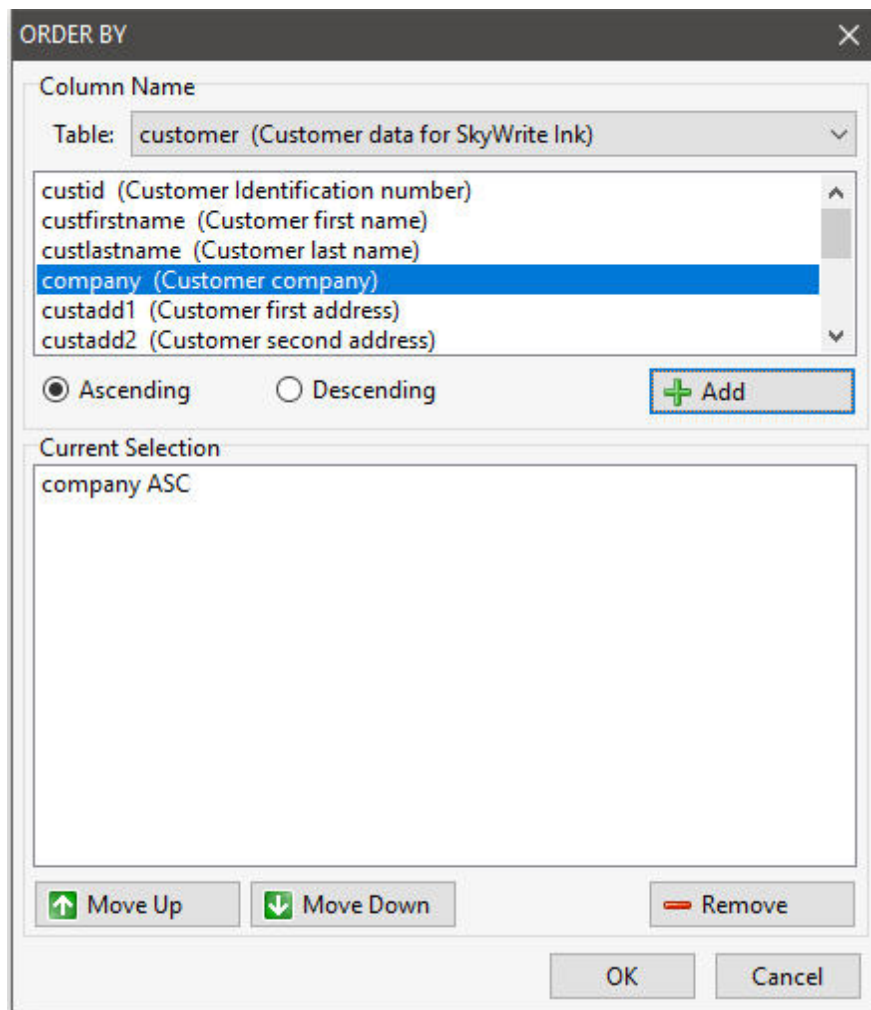 ORDER BY
Column Name
Table: customer (Customer data for SkyWrite Ink)
custid (Customer Identification number)
custfirstname (Customer first name)
custlastname (Customer last name)
company (Customer company)
custadd1 (Customer first address)
custadd2 (Customer second address)
Ascending Descending Add
Current Selection
company ASC
Move Up Move Down Remove
OK Cancel